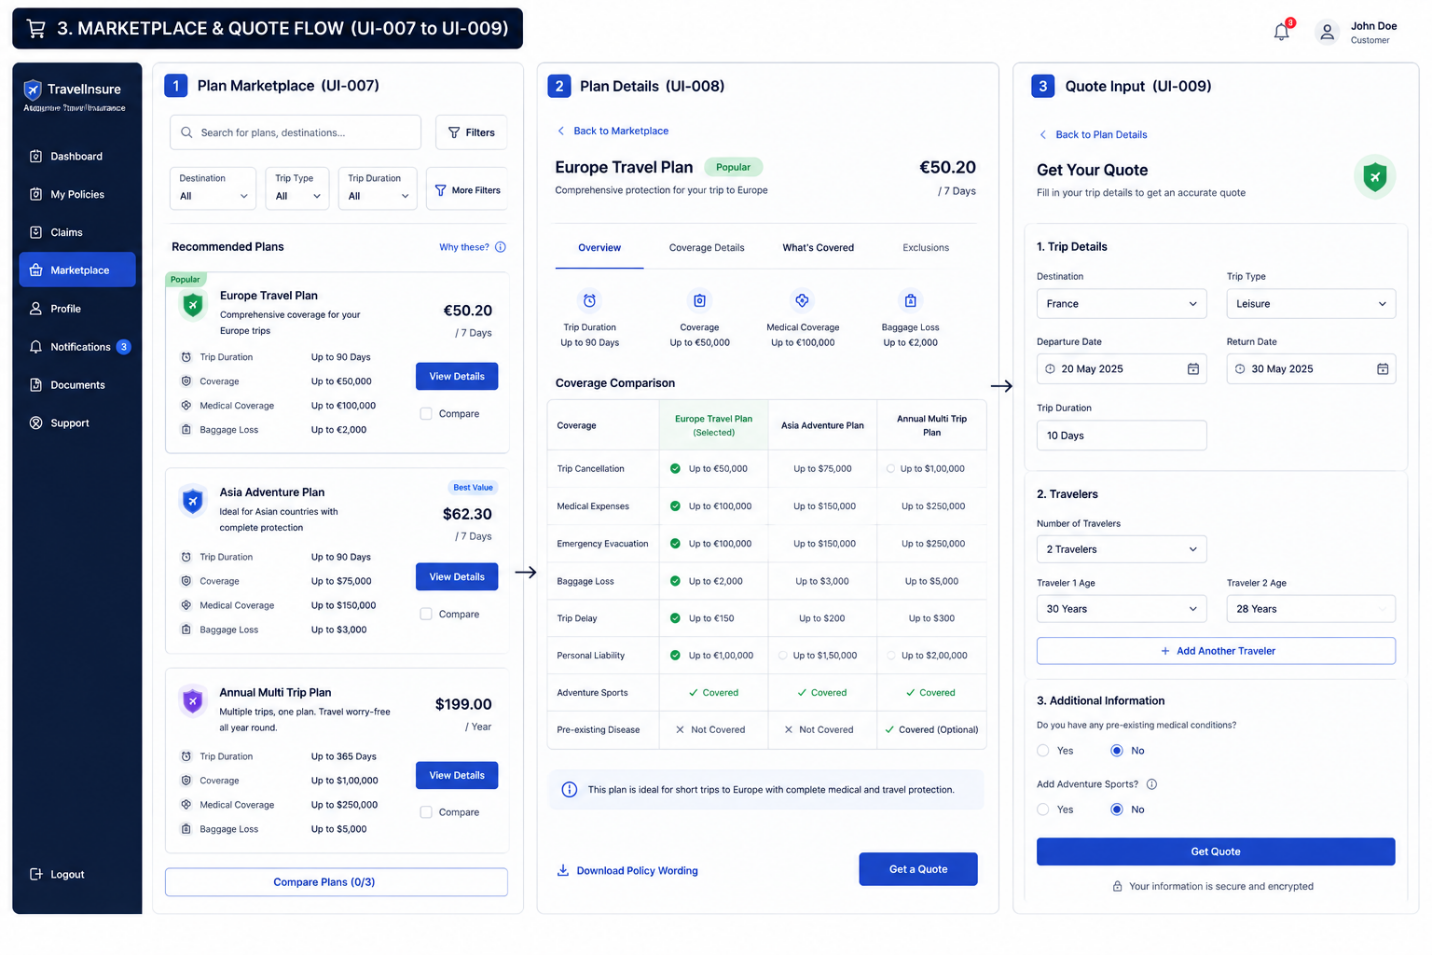 3. MARKETPLACE & QUOTE FLOW (UI-007 to UI-009)
3
John Doe
Customer
TravelInsure
Dashboard
My Policies
Claims
Marketplace
Profile
Notifications 3
Documents
Support
Logout
1 Plan Marketplace (UI-007)
Search for plans, destinations...
Filters
Destination
All
Trip Type
All
Trip Duration
All
More Filters
Recommended Plans
Why these?
Popular
Europe Travel Plan
Comprehensive coverage for your
Europe trips
€50.20
/ 7 Days
Trip Duration Up to 90 Days
Coverage Up to €50,000
Medical Coverage Up to €100,000
Baggage Loss Up to €2,000
View Details
Compare
Best Value
Asia Adventure Plan
Ideal for Asian countries with
complete protection
$62.30
/ 7 Days
Trip Duration Up to 90 Days
Coverage Up to $75,000
Medical Coverage Up to $150,000
Baggage Loss Up to $3,000
View Details
Compare
Annual Multi Trip Plan
Multiple trips, one plan. Travel worry-free
all year round.
$199.00
/ Year
Trip Duration Up to 365 Days
Coverage Up to $1,00,000
Medical Coverage Up to $250,000
Baggage Loss Up to $5,000
View Details
Compare
Compare Plans (0/3)
2 Plan Details (UI-008)
Back to Marketplace
Europe Travel Plan Popular
Comprehensive protection for your trip to Europe
€50.20
/ 7 Days
Overview Coverage Details What's Covered Exclusions
Trip Duration
Up to 90 Days
Coverage
Up to €50,000
Medical Coverage
Up to €100,000
Baggage Loss
Up to €2,000
Coverage Comparison
Coverage
Europe Travel Plan
(Selected)
Asia Adventure Plan
Annual Multi Trip
Plan
Trip Cancellation Up to €50,000 Up to $75,000 Up to $1,00,000
Medical Expenses Up to €100,000 Up to $150,000 Up to $250,000
Emergency Evacuation Up to €100,000 Up to $150,000 Up to $250,000
Baggage Loss Up to €2,000 Up to $3,000 Up to $5,000
Trip Delay Up to €150 Up to $200 Up to $300
Personal Liability Up to €1,00,000 Up to $1,50,000 Up to $2,00,000
Adventure Sports Covered Covered Covered
Pre-existing Disease Not Covered Not Covered Covered (Optional)
This plan is ideal for short trips to Europe with complete medical and travel protection.
Download Policy Wording
Get a Quote
3 Quote Input (UI-009)
Back to Plan Details
Get Your Quote
Fill in your trip details to get an accurate quote
1. Trip Details
Destination
France
Trip Type
Leisure
Departure Date
20 May 2025
Return Date
30 May 2025
Trip Duration
10 Days
2. Travelers
Number of Travelers
2 Travelers
Traveler 1 Age
30 Years
Traveler 2 Age
28 Years
+ Add Another Traveler
3. Additional Information
Do you have any pre-existing medical conditions?
Yes No
Add Adventure Sports?
Yes No
Get Quote
Your information is secure and encrypted